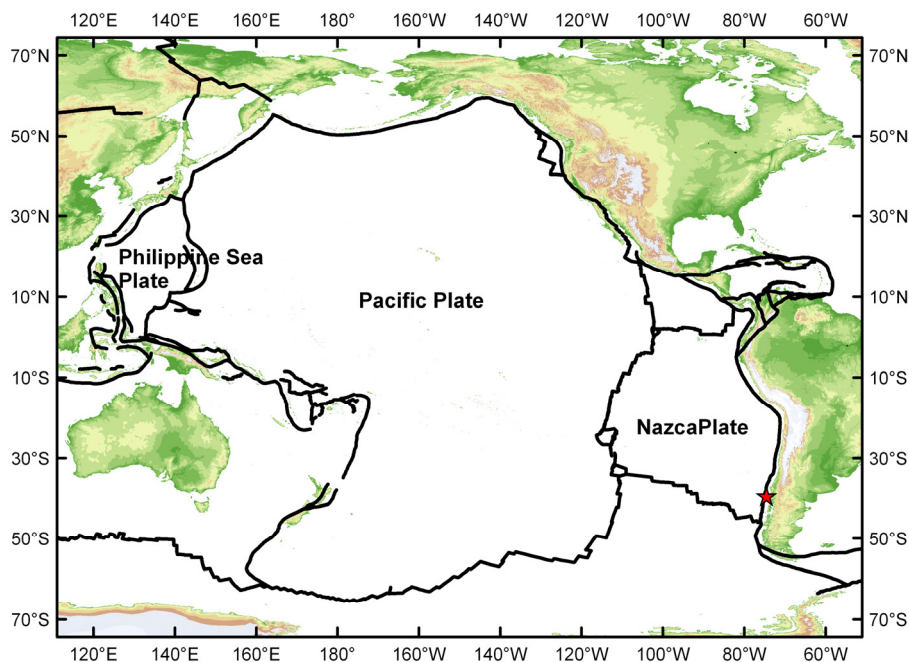 120°E 140°E 160°E 180° 160°W 140°W 120°W 100°W 80°W 60°W
70°N 70°N
50°N 50°N
30°N 30°N
Philippine Sea
Plate
Pacific Plate
10°N 10°N
10°S 10°S
NazcaPlate
30°S 30°S
50°S 50°S
70°S 70°S
120°E 140°E 160°E 180° 160°W 140°W 120°W 100°W 80°W 60°W